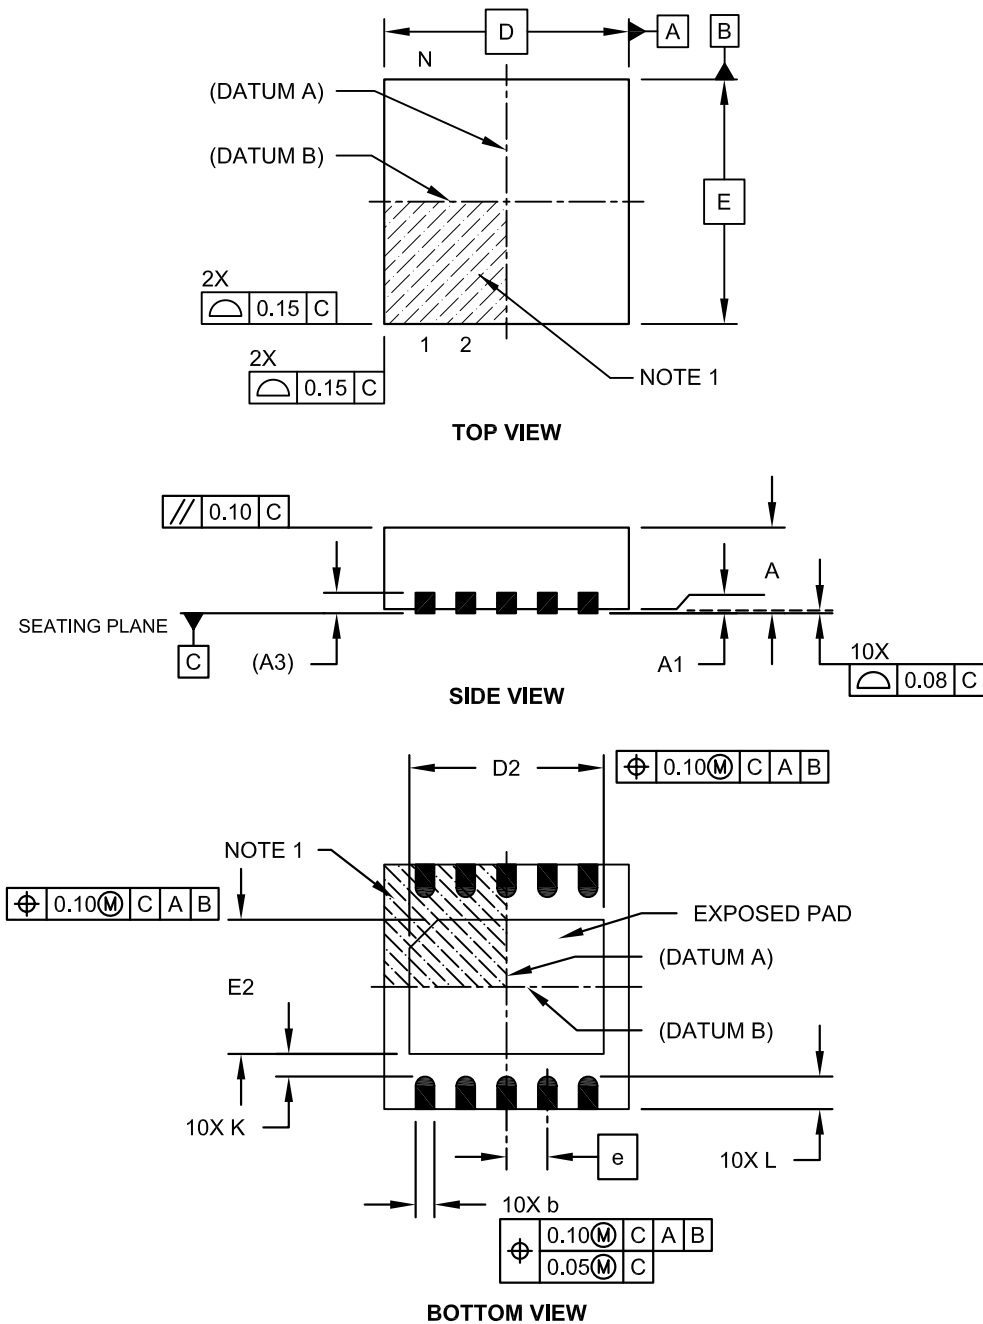 D
A
B
N
(DATUM A)
(DATUM B)
E
2X
0.15 C
1 2
2X
0.15 C
NOTE 1
TOP VIEW
// 0.10 C
A
SEATING PLANE
C
(A3)
A1
10X
0.08 C
SIDE VIEW
D2
0.10 Ⓜ C A B
NOTE 1
0.10 Ⓜ C A B
EXPOSED PAD
(DATUM A)
E2
(DATUM B)
10X K
e
10X L
10X b
0.10 Ⓜ C A B
0.05 Ⓜ C
BOTTOM VIEW